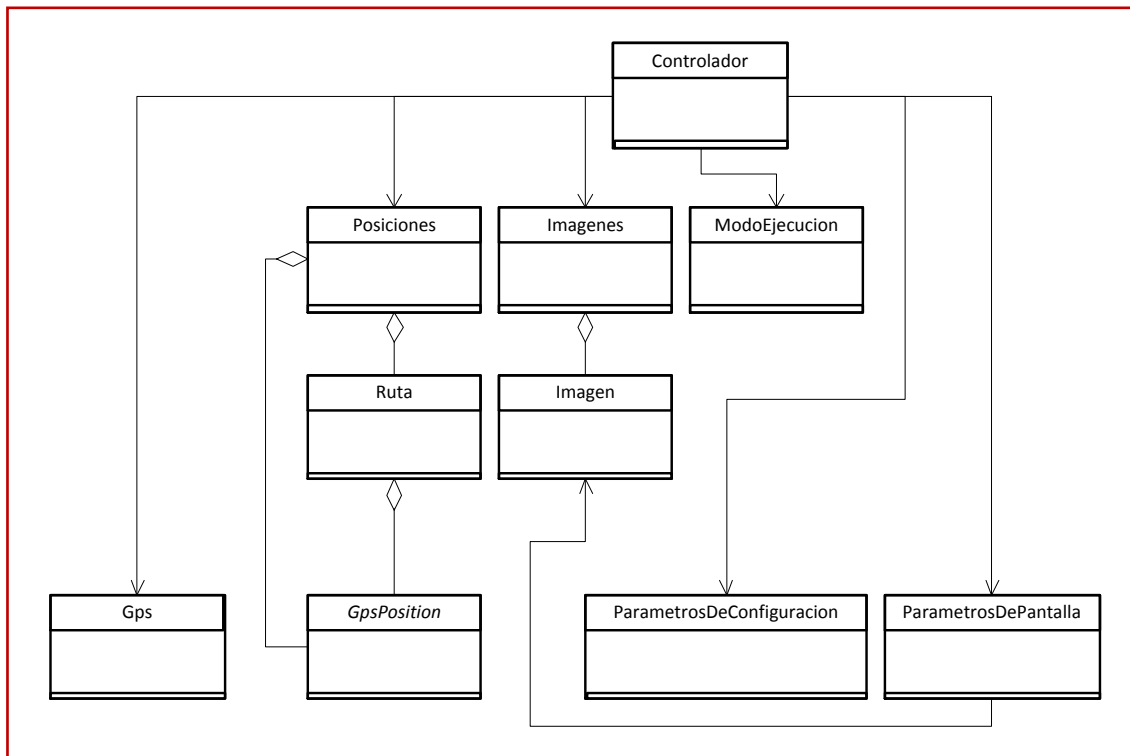 Controlador
Posiciones
Imagenes
ModoEjecucion
Ruta
Imagen
Gps
GpsPosition
ParametrosDeConfiguracion
ParametrosDePantalla